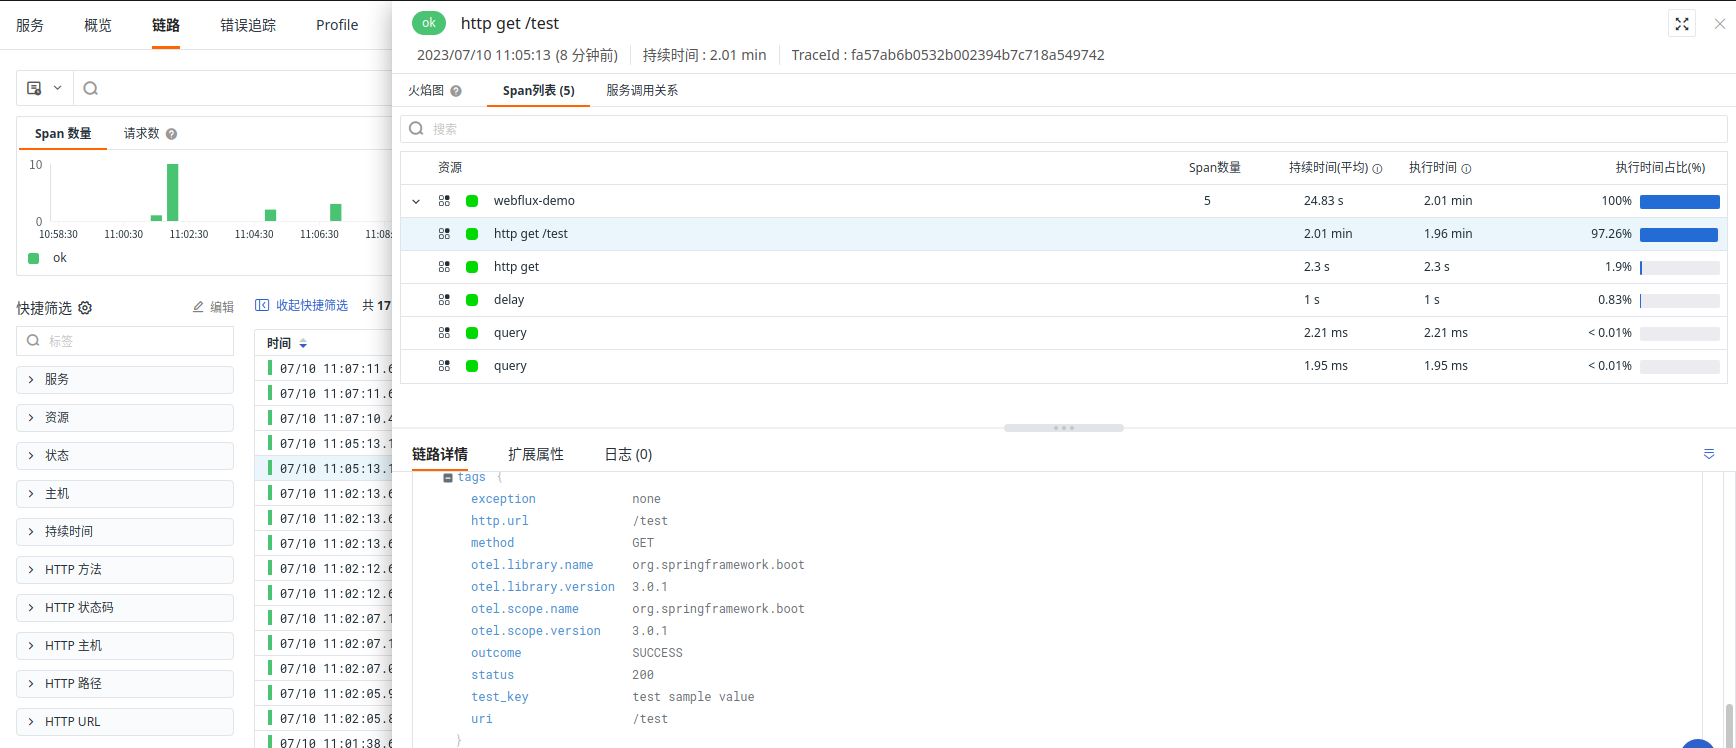 服务 概览 链路 错误追踪 Profile
Span 数量 请求数
10
0
10:58:30 11:00:30 11:02:30 11:04:30 11:06:30 11:08:
ok
快捷筛选 编辑
标签
服务
资源
状态
主机
持续时间
HTTP 方法
HTTP 状态码
HTTP 主机
HTTP 路径
HTTP URL
收起快捷筛选 共 17
时间
07/10 11:07:11.6
07/10 11:07:11.6
07/10 11:07:10.4
07/10 11:05:13.1
07/10 11:05:13.1
07/10 11:02:13.6
07/10 11:02:13.6
07/10 11:02:13.6
07/10 11:02:12.6
07/10 11:02:12.6
07/10 11:02:07.1
07/10 11:02:07.1
07/10 11:02:07.0
07/10 11:02:05.9
07/10 11:02:05.8
07/10 11:01:38.6
ok http get /test
2023/07/10 11:05:13 (8 分钟前) 持续时间 : 2.01 min TraceId : fa57ab6b0532b002394b7c718a549742
火焰图 Span列表 (5) 服务调用关系
搜索
资源 Span数量 持续时间(平均) 执行时间 执行时间占比(%)
webflux-demo 5 24.83 s 2.01 min 100%
http get /test 2.01 min 1.96 min 97.26%
http get 2.3 s 2.3 s 1.9%
delay 1 s 1 s 0.83%
query 2.21 ms 2.21 ms < 0.01%
query 1.95 ms 1.95 ms < 0.01%
链路详情 扩展属性 日志 (0)
tags {
exception none
http.url /test
method GET
otel.library.name org.springframework.boot
otel.library.version 3.0.1
otel.scope.name org.springframework.boot
otel.scope.version 3.0.1
outcome SUCCESS
status 200
test_key test sample value
uri /test
}